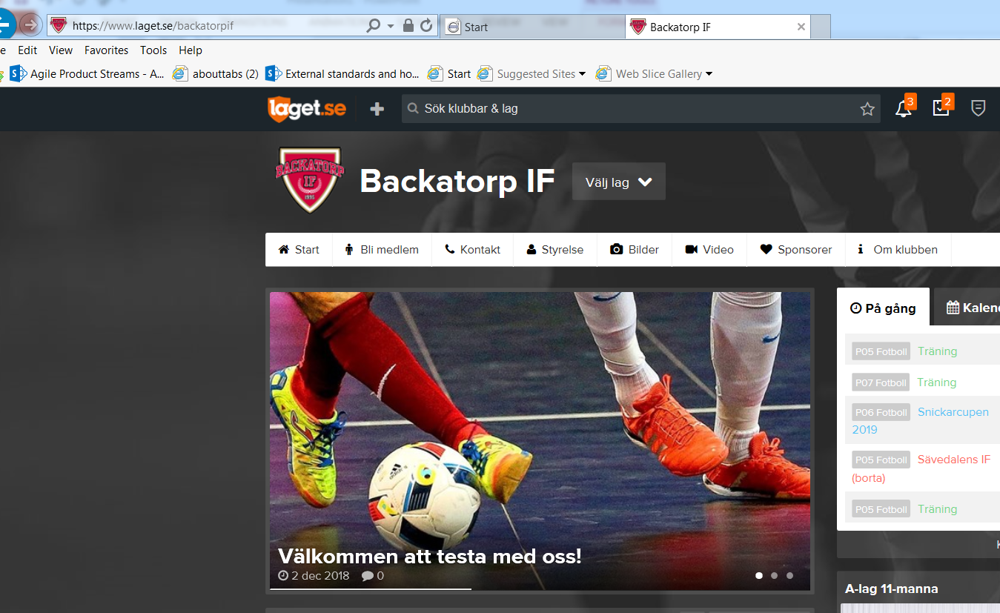 https://www.laget.se/backatorpif
Start
Backatorp IF
e Edit View Favorites Tools Help
Agile Product Streams - A...
abouttabs (2)
External standards and ho...
Start
Suggested Sites
Web Slice Gallery
laget.se
Sök klubbar & lag
3
2
BACKATORP
IF
1995
Backatorp IF
Välj lag
Start
Bli medlem
Kontakt
Styrelse
Bilder
Video
Sponsorer
Om klubben
Välkommen att testa med oss!
2 dec 2018
0
På gång
Kalen
P05 Fotboll Träning
P07 Fotboll Träning
P06 Fotboll Snickarcupen
2019
P05 Fotboll Sävedalens IF
(borta)
P05 Fotboll Träning
K
A-lag 11-manna